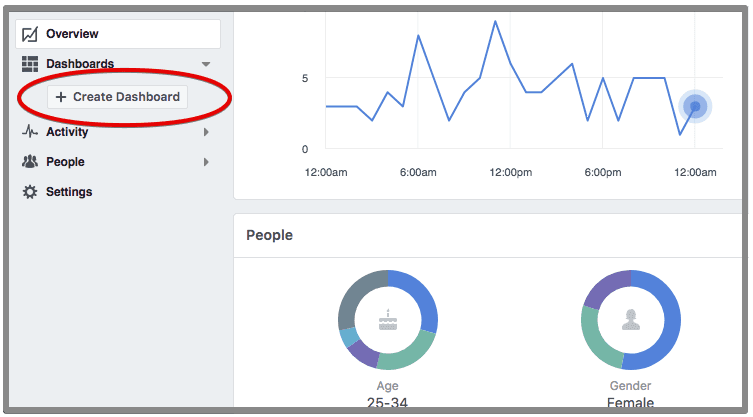 Overview
Dashboards
+ Create Dashboard
Activity
People
Settings
5
0
12:00am 6:00am 12:00pm 6:00pm 12:00am
People
Age
25-34
Gender
Female